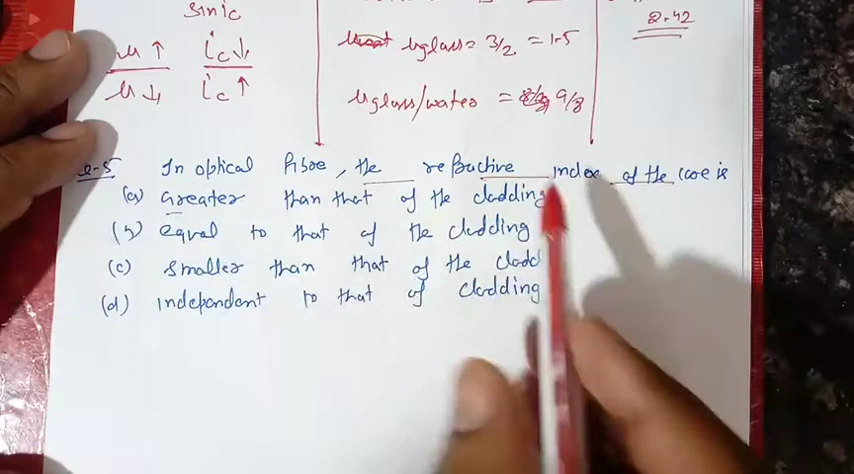 sinic
μ↑ ic↓
μ↓ ic↑
μglass = 3/2 = 1.5
μglass/water = 9/8
2.42
Q-5 In optical fibre, the refractive index of the core is
(a) greater than that of the cladding
(b) equal to that of the cladding
(c) smaller than that of the cladd
(d) independent to that of cladding